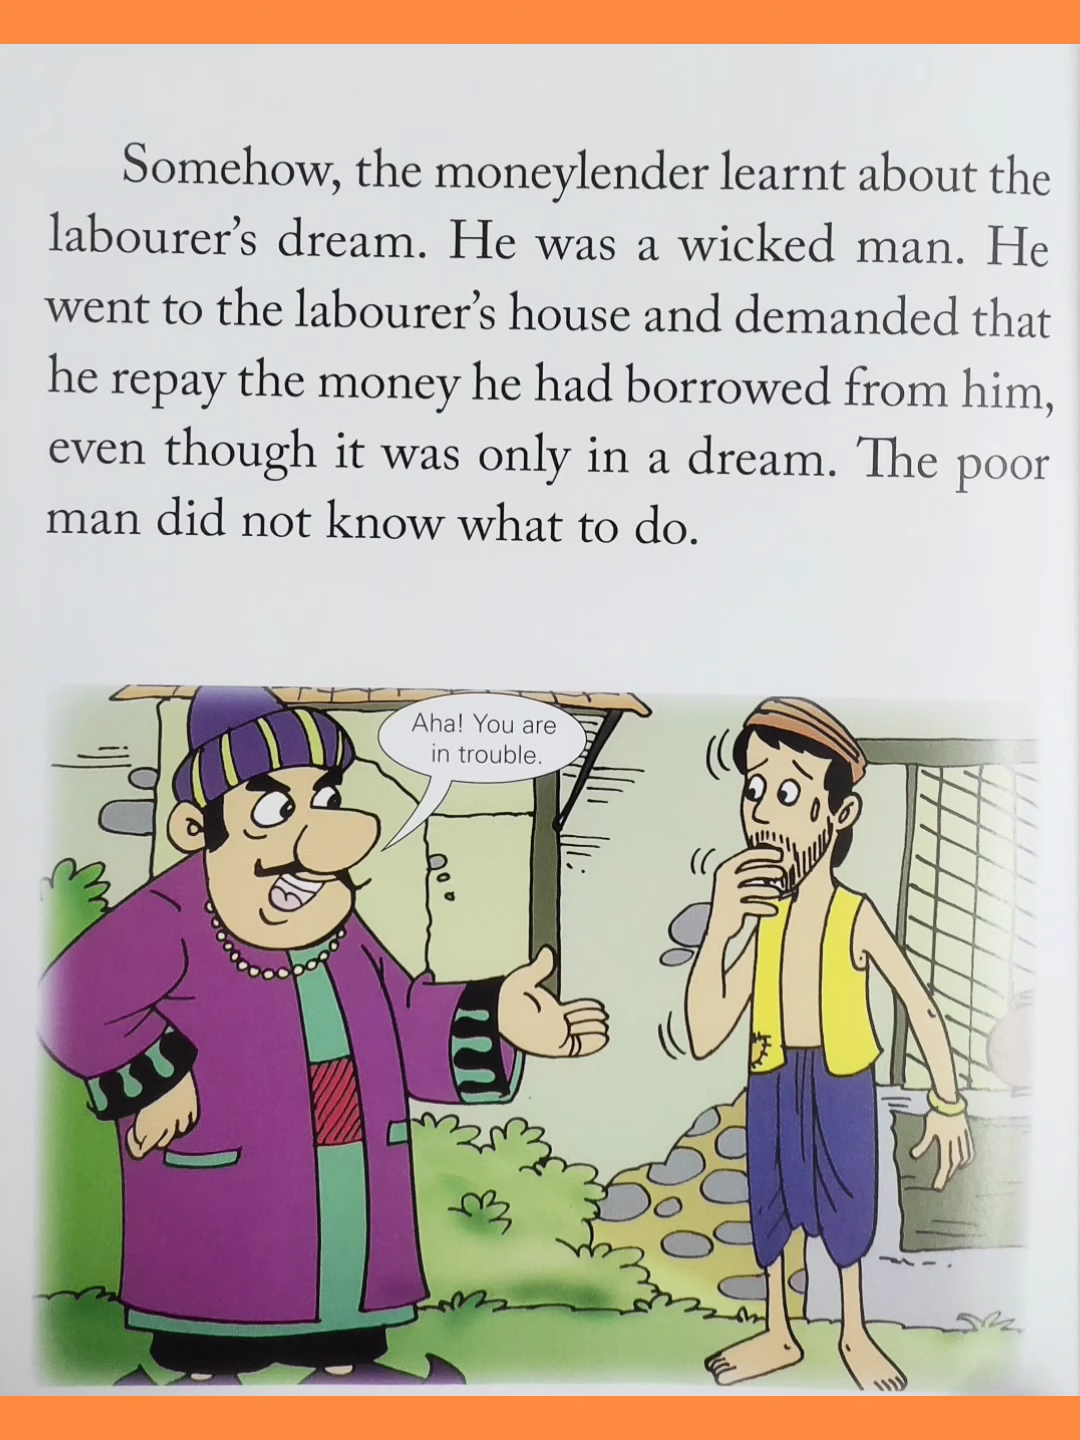 Somehow, the moneylender learnt about the
labourer’s dream. He was a wicked man. He
went to the labourer’s house and demanded that
he repay the money he had borrowed from him,
even though it was only in a dream. The poor
man did not know what to do.
Aha! You are
in trouble.